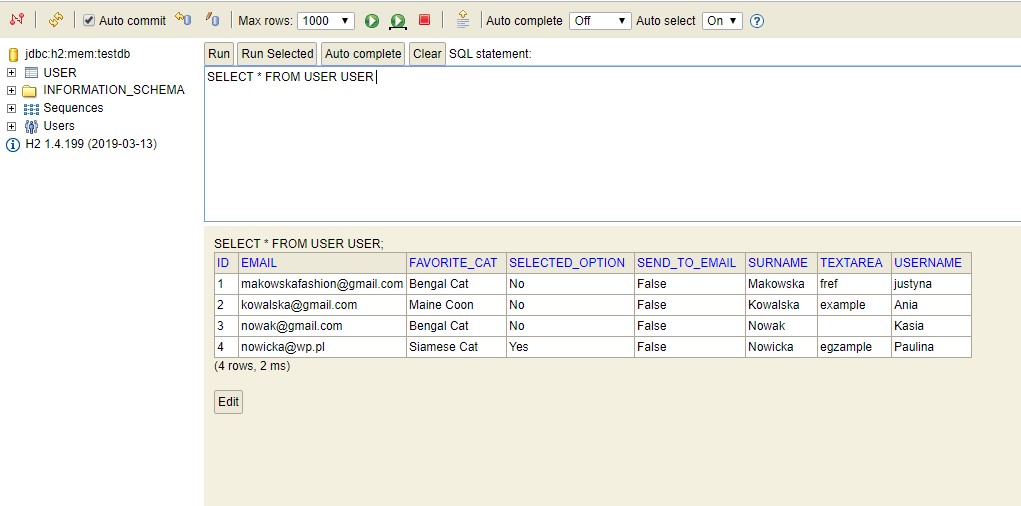 Auto commit Max rows: 1000 Auto complete Off Auto select On
jdbc:h2:mem:testdb
USER
INFORMATION_SCHEMA
Sequences
Users
H2 1.4.199 (2019-03-13)
Run Run Selected Auto complete Clear SQL statement:
SELECT * FROM USER USER
SELECT * FROM USER USER;
ID EMAIL FAVORITE_CAT SELECTED_OPTION SEND_TO_EMAIL SURNAME TEXTAREA USERNAME
1 makowskafashion@gmail.com Bengal Cat No False Makowska fref justyna
2 kowalska@gmail.com Maine Coon No False Kowalska example Ania
3 nowak@gmail.com Bengal Cat No False Nowak Kasia
4 nowicka@wp.pl Siamese Cat Yes False Nowicka egzample Paulina
(4 rows, 2 ms)
Edit